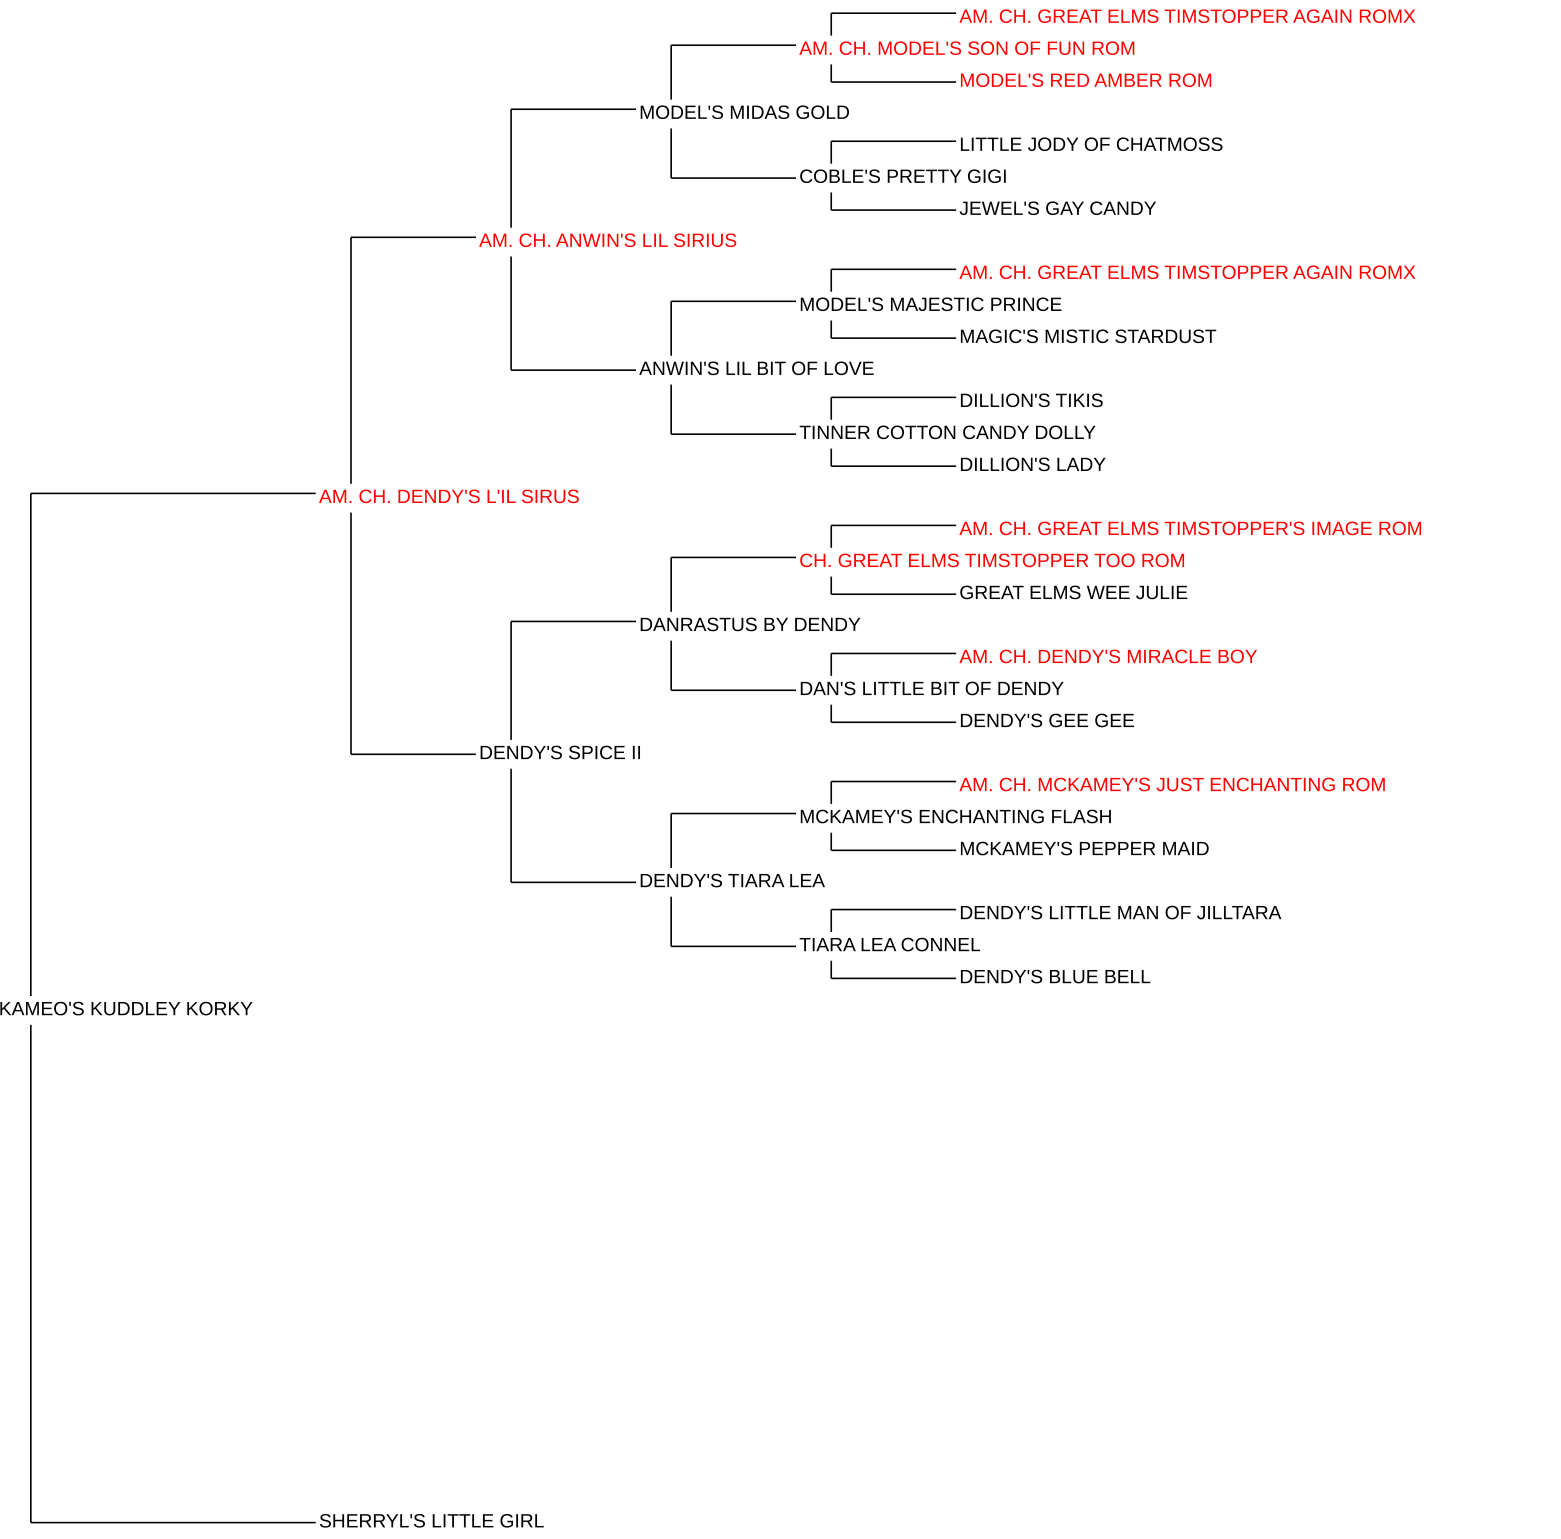 AM. CH. GREAT ELMS TIMSTOPPER AGAIN ROMX
AM. CH. MODEL'S SON OF FUN ROM
MODEL'S RED AMBER ROM
MODEL'S MIDAS GOLD
LITTLE JODY OF CHATMOSS
COBLE'S PRETTY GIGI
JEWEL'S GAY CANDY
AM. CH. ANWIN'S LIL SIRIUS
AM. CH. GREAT ELMS TIMSTOPPER AGAIN ROMX
MODEL'S MAJESTIC PRINCE
MAGIC'S MISTIC STARDUST
ANWIN'S LIL BIT OF LOVE
DILLION'S TIKIS
TINNER COTTON CANDY DOLLY
DILLION'S LADY
AM. CH. DENDY'S L'IL SIRUS
AM. CH. GREAT ELMS TIMSTOPPER'S IMAGE ROM
CH. GREAT ELMS TIMSTOPPER TOO ROM
GREAT ELMS WEE JULIE
DANRASTUS BY DENDY
AM. CH. DENDY'S MIRACLE BOY
DAN'S LITTLE BIT OF DENDY
DENDY'S GEE GEE
DENDY'S SPICE II
AM. CH. MCKAMEY'S JUST ENCHANTING ROM
MCKAMEY'S ENCHANTING FLASH
MCKAMEY'S PEPPER MAID
DENDY'S TIARA LEA
DENDY'S LITTLE MAN OF JILLTARA
TIARA LEA CONNEL
DENDY'S BLUE BELL
KAMEO'S KUDDLEY KORKY
SHERRYL'S LITTLE GIRL